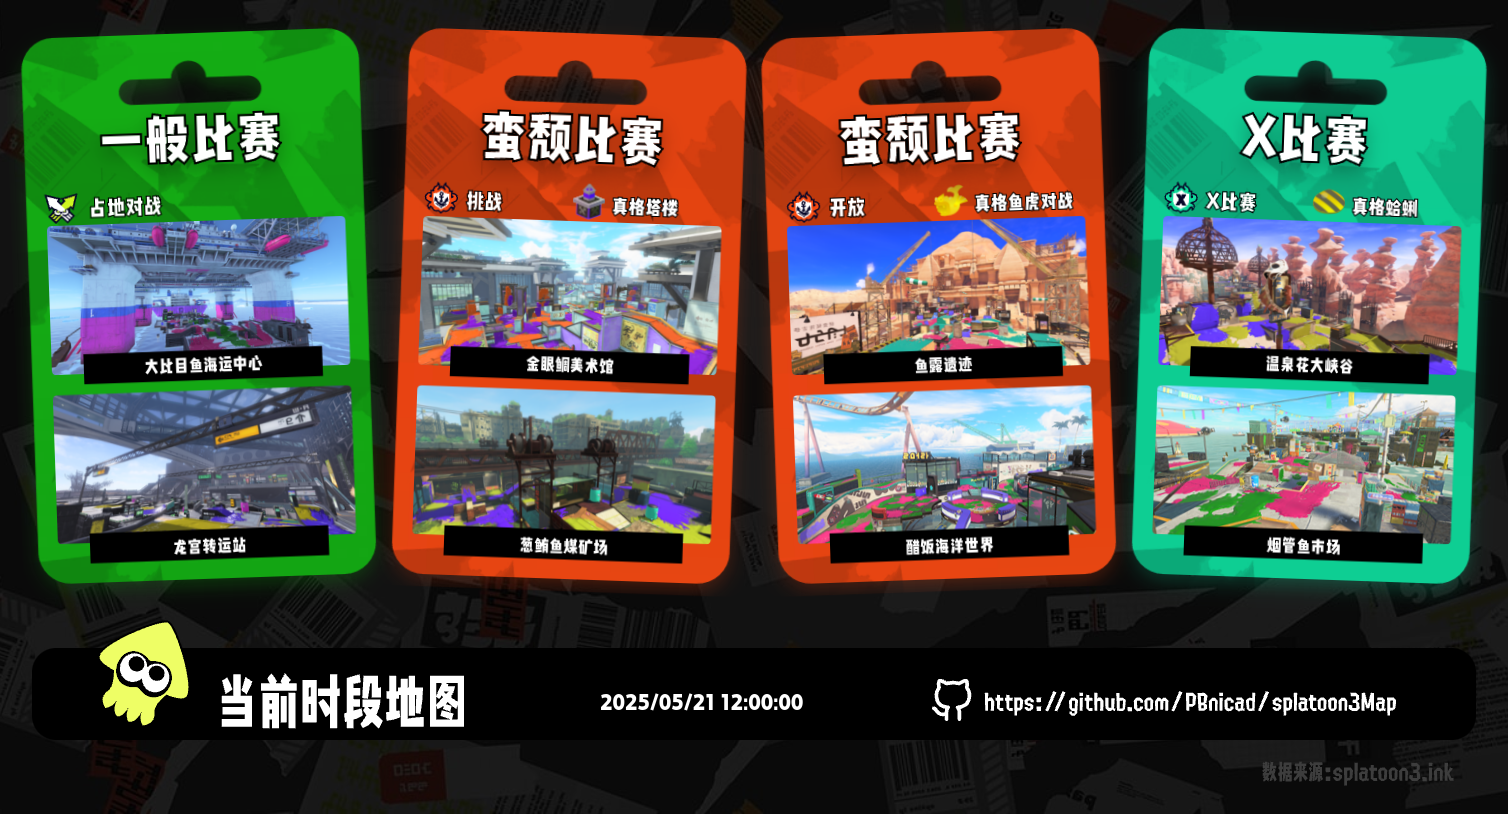 一般比赛
占地对战
大比目鱼海运中心
龙宫转运站
蛮颓比赛
挑战
真格塔楼
金眼鲷美术馆
葱鲔鱼煤矿场
蛮颓比赛
开放
真格鱼虎对战
鱼露遗迹
醋饭海洋世界
X比赛
X比赛
真格蛤蜊
温泉花大峡谷
烟管鱼市场
当前时段地图
2025/05/21 12:00:00
https://github.com/PBnicad/splatoon3Map
数据来源:splatoon3.ink